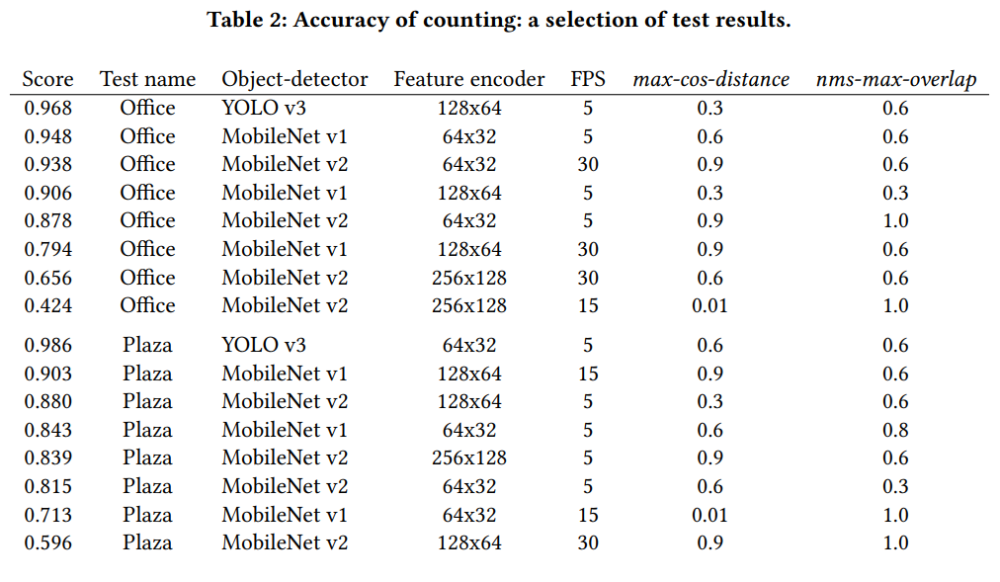 Table 2: Accuracy of counting: a selection of test results.
Score Test name Object-detector Feature encoder FPS max-cos-distance nms-max-overlap
0.968 Office YOLO v3 128x64 5 0.3 0.6
0.948 Office MobileNet v1 64x32 5 0.6 0.6
0.938 Office MobileNet v2 64x32 30 0.9 0.6
0.906 Office MobileNet v1 128x64 5 0.3 0.3
0.878 Office MobileNet v2 64x32 5 0.9 1.0
0.794 Office MobileNet v1 128x64 30 0.9 0.6
0.656 Office MobileNet v2 256x128 30 0.6 0.6
0.424 Office MobileNet v2 256x128 15 0.01 1.0
0.986 Plaza YOLO v3 64x32 5 0.6 0.6
0.903 Plaza MobileNet v1 128x64 15 0.9 0.6
0.880 Plaza MobileNet v2 128x64 5 0.3 0.6
0.843 Plaza MobileNet v1 64x32 5 0.6 0.8
0.839 Plaza MobileNet v2 256x128 5 0.9 0.6
0.815 Plaza MobileNet v2 64x32 5 0.6 0.3
0.713 Plaza MobileNet v1 64x32 15 0.01 1.0
0.596 Plaza MobileNet v2 128x64 30 0.9 1.0